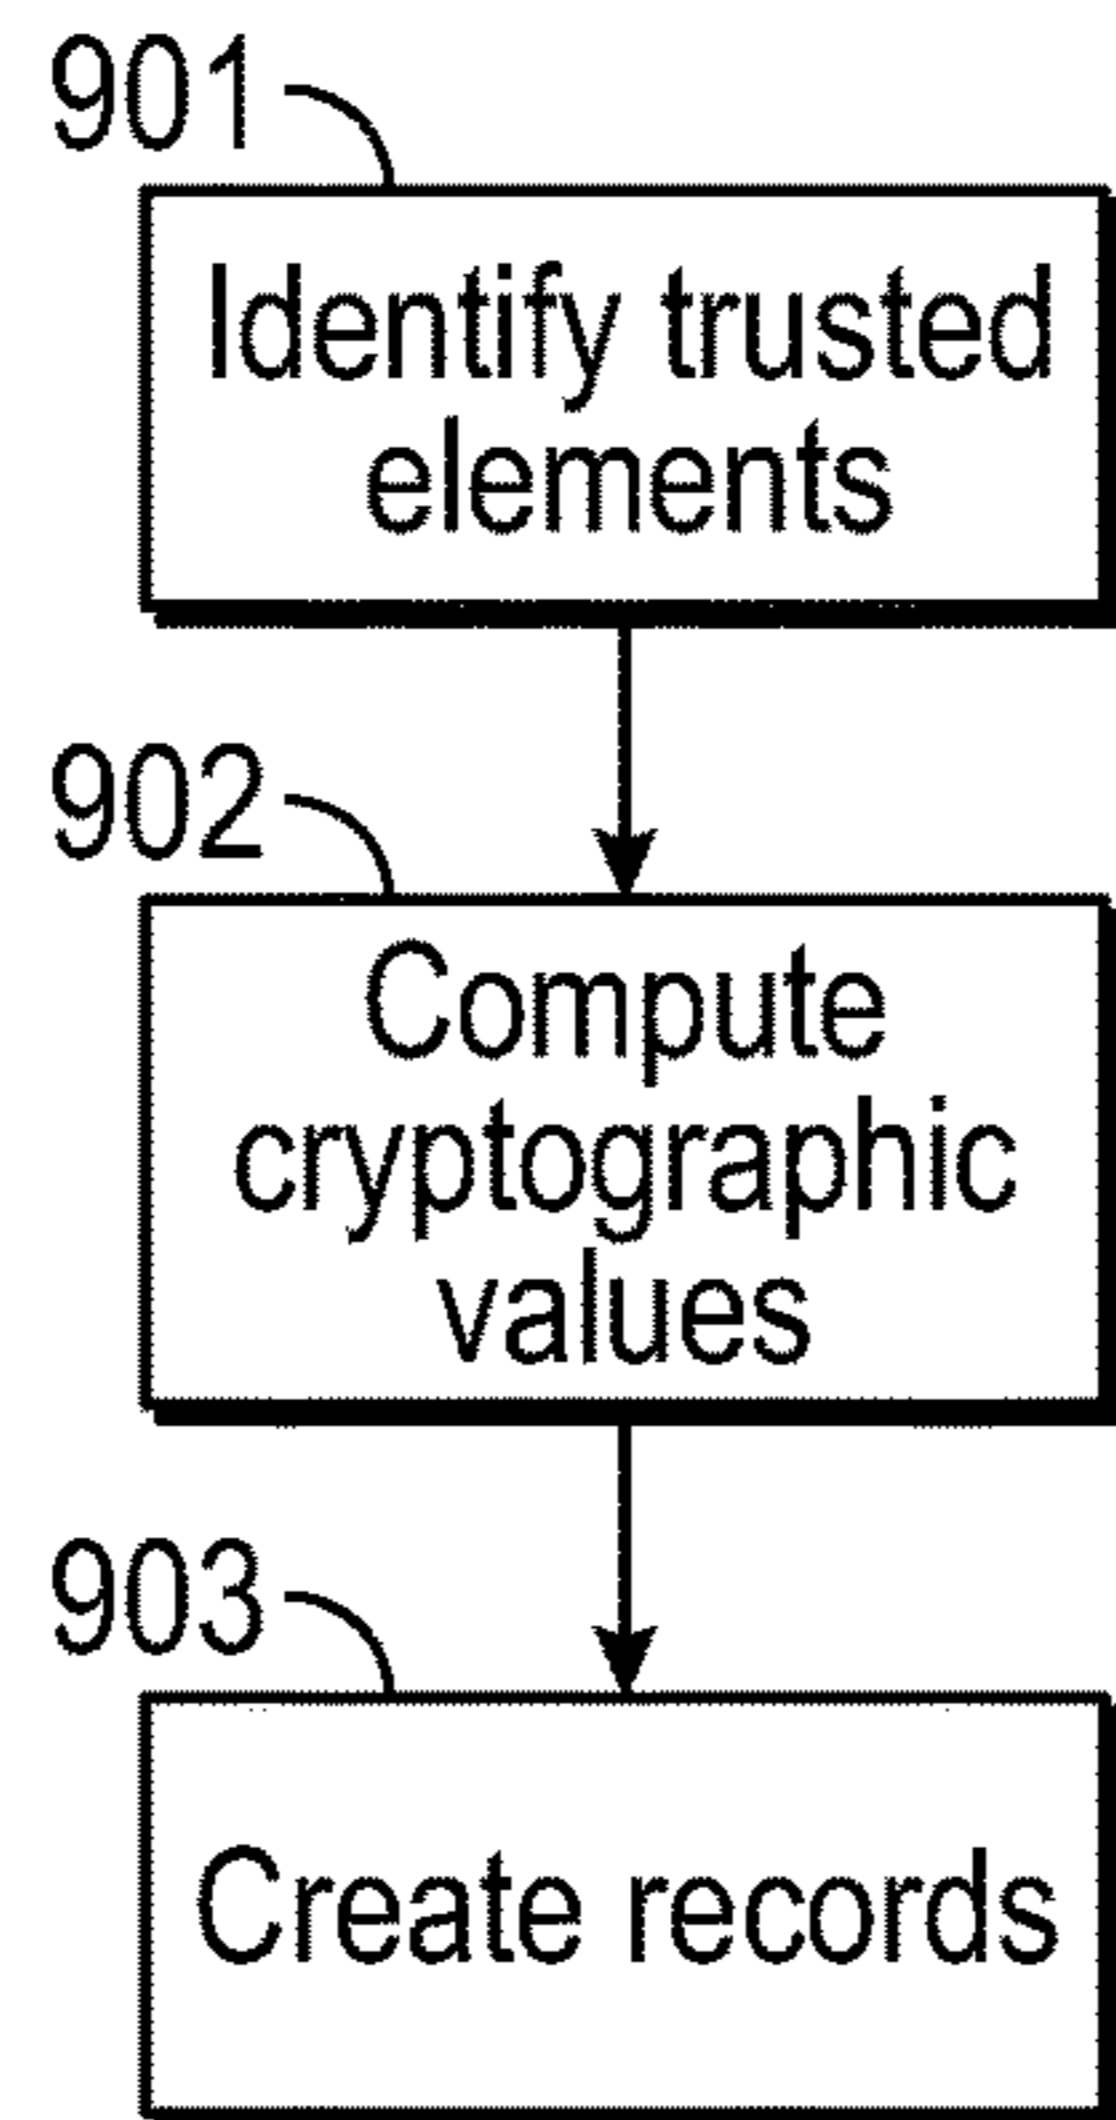 901
Identify trusted
elements
902
Compute
cryptographic
values
903
Create records